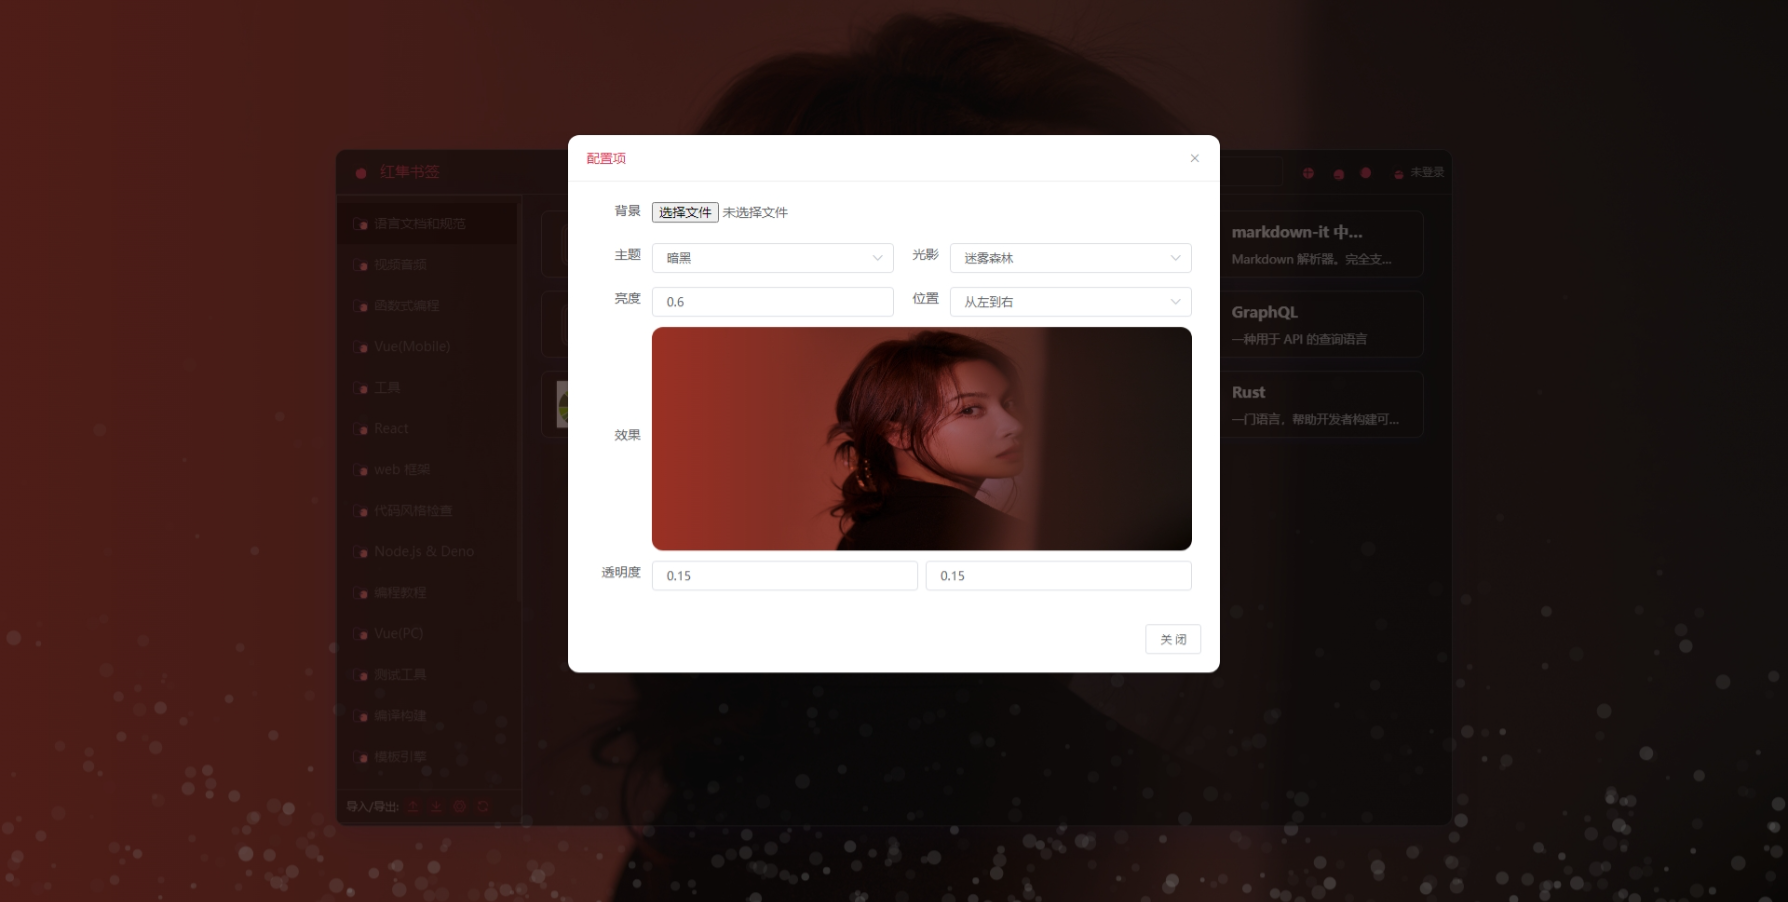 红隼书签
未登录
语言文档和规范
视频音频
函数式编程
Vue(Mobile)
工具
React
web 框架
代码风格检查
Node.js & Deno
编程教程
Vue(PC)
测试工具
编译构建
模板引擎
导入/导出:
配置项
背景 选择文件 未选择文件
主题 暗黑 光影 迷雾森林
亮度 0.6 位置 从左到右
效果
透明度 0.15 0.15
关 闭
markdown-it 中...
Markdown 解析器。完全支...
GraphQL
一种用于 API 的查询语言
Rust
一门语言，帮助开发者构建可...